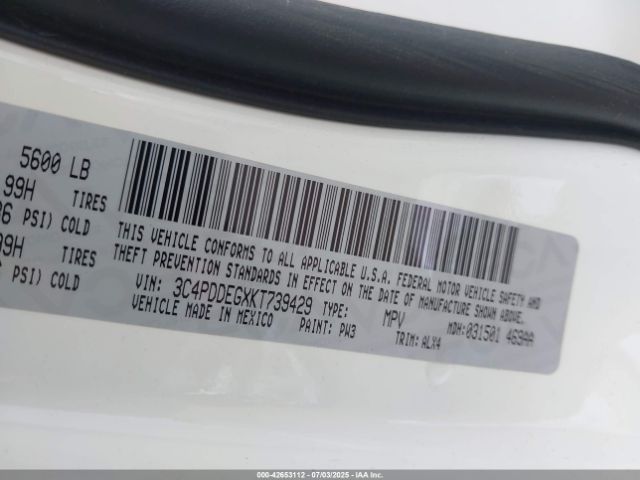 5600 LB
99H TIRES
PSI) COLD
TIRES
PSI) COLD
THIS VEHICLE CONFORMS TO ALL APPLICABLE U.S.A. FEDERAL MOTOR VEHICLE SAFETY AND
THEFT PREVENTION STANDARDS IN EFFECT ON THE DATE OF MANUFACTURE SHOWN ABOVE.
VIN: 3C4PDDEGXKT739429 TYPE: MPV MDH: 031501 469AA
VEHICLE MADE IN MEXICO PAINT: PW3 TRIM: ALX4
000-42653112 - 07/03/2025 - © IAA Inc.